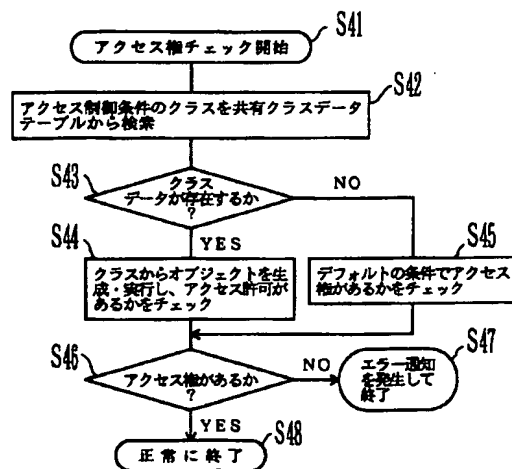 S41
アクセス権チェック開始
S42
アクセス制御条件のクラスを共有クラスデータ
テーブルから検索
S43
クラス
データが存在するか
?
NO
YES
S44
クラスからオブジェクトを生
成・実行し、アクセス許可が
あるかをチェック
S45
デフォルトの条件でアクセス
権があるかをチェック
S46
アクセス権があるか
?
NO
YES
S47
エラー通知
を発生して
終了
S48
正常に終了